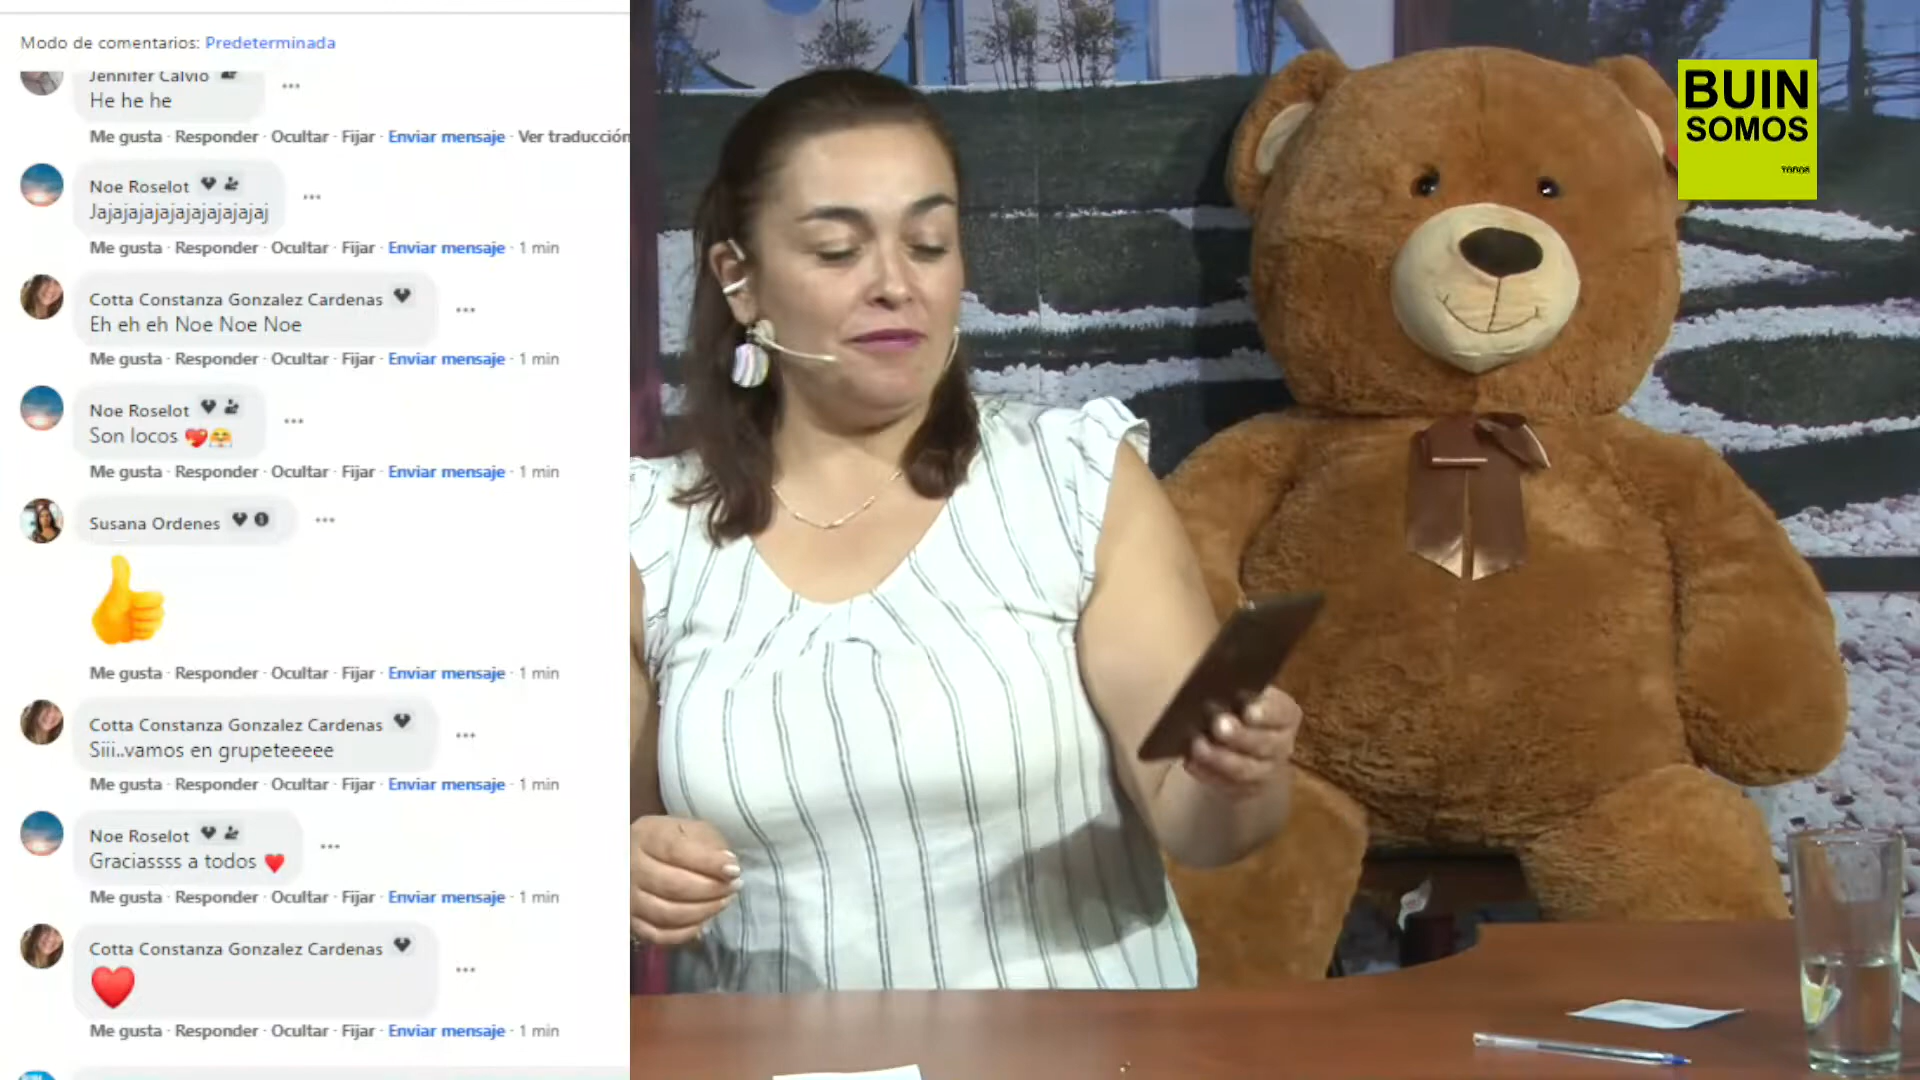 Modo de comentarios: Predeterminada
Jennifer Calvio
He he he
Me gusta · Responder · Ocultar · Fijar · Enviar mensaje · Ver traducción
Noe Roselot
Jajajajajajajajajajajaj
Me gusta · Responder · Ocultar · Fijar · Enviar mensaje · 1 min
Cotta Constanza Gonzalez Cardenas
Eh eh eh Noe Noe Noe
Me gusta · Responder · Ocultar · Fijar · Enviar mensaje · 1 min
Noe Roselot
Son locos 💖🤗
Me gusta · Responder · Ocultar · Fijar · Enviar mensaje · 1 min
Susana Ordenes
👍
Me gusta · Responder · Ocultar · Fijar · Enviar mensaje · 1 min
Cotta Constanza Gonzalez Cardenas
Siii..vamos en grupeteeeee
Me gusta · Responder · Ocultar · Fijar · Enviar mensaje · 1 min
Noe Roselot
Graciassss a todos ❤️
Me gusta · Responder · Ocultar · Fijar · Enviar mensaje · 1 min
Cotta Constanza Gonzalez Cardenas
❤️
Me gusta · Responder · Ocultar · Fijar · Enviar mensaje · 1 min
BUIN
SOMOS
TODOS